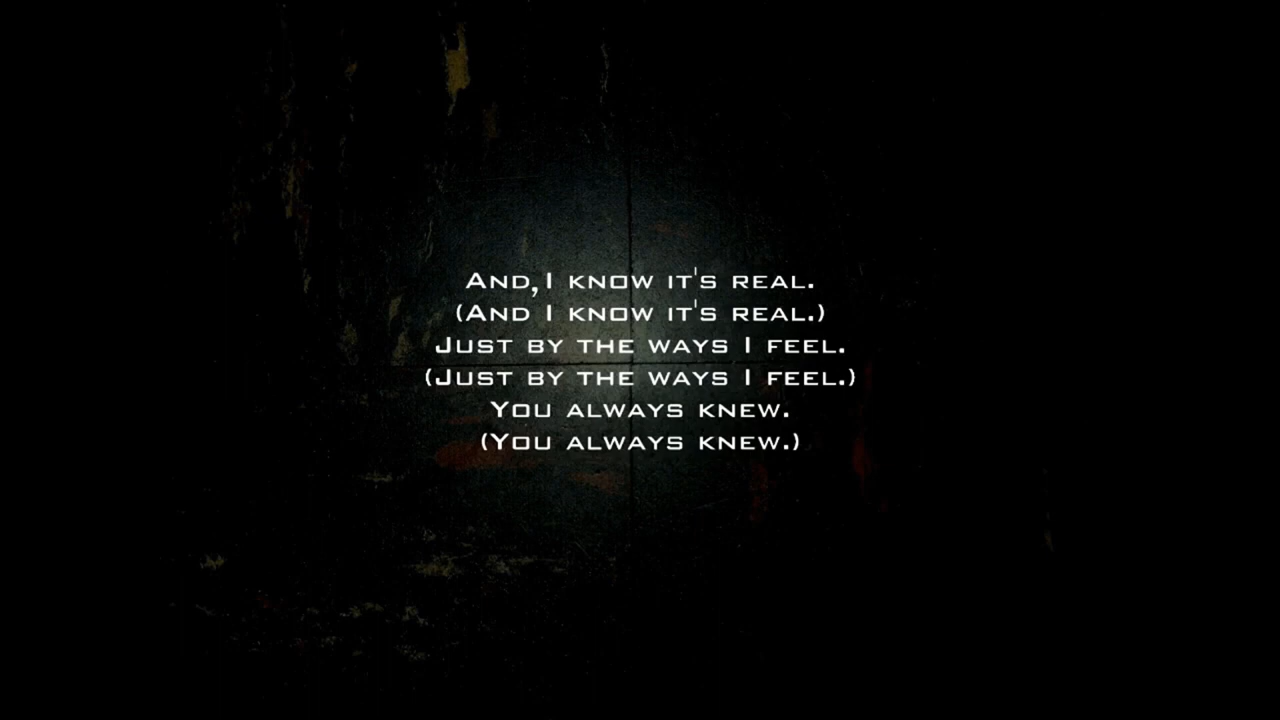 And, I know it's real.
(And I know it's real.)
Just by the ways I feel.
(Just by the ways I feel.)
You always knew.
(You always knew.)